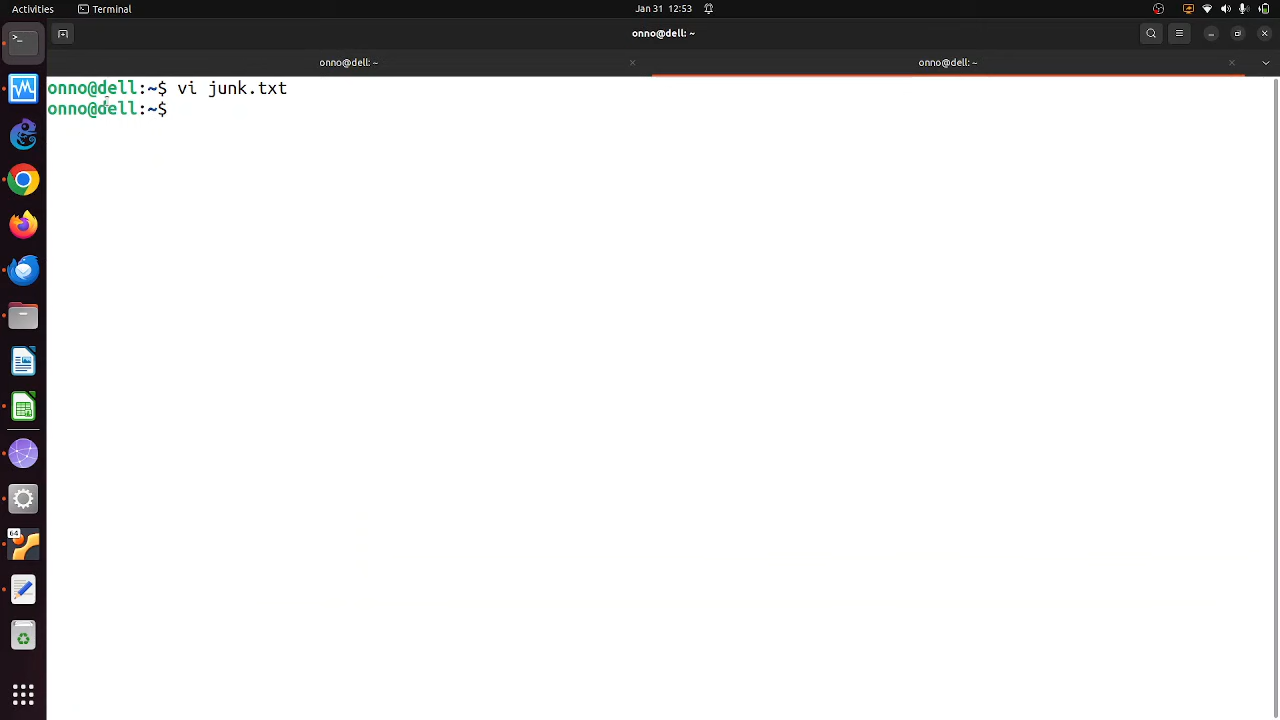 Activities Terminal Jan 31 12:53
onno@dell: ~
onno@dell: ~ onno@dell: ~
onno@dell:~$ vi junk.txt
onno@dell:~$
64